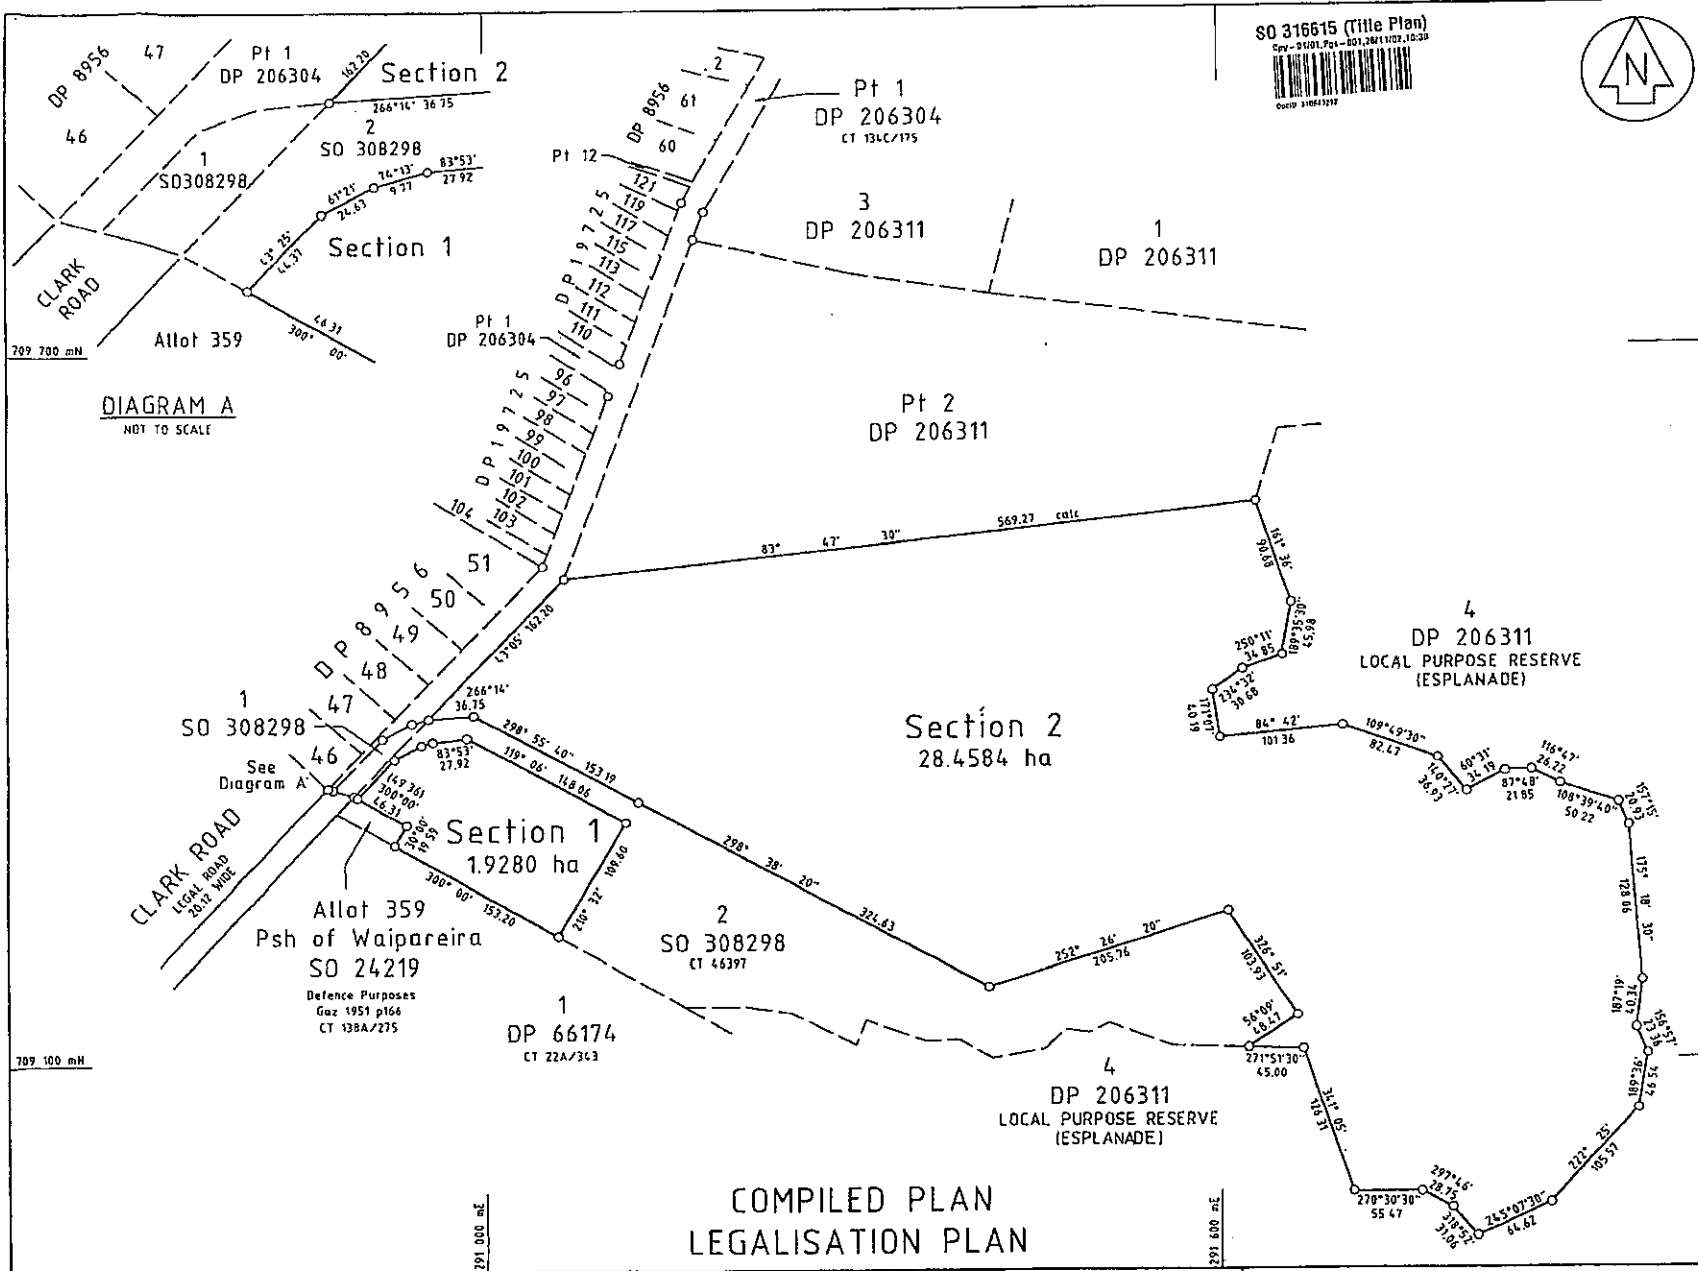 SO 316615 (Title Plan)
N
DP 8956
47
46
Pt 1
DP 206304
162.20
Section 2
266°14' 36.75
2
SO 308298
1
SO308298
61°21'
24.63
74°13'
9.77
83°53'
27.92
43° 25'
44.37
Section 1
CLARK
ROAD
Allot 359
46.31
300° 00'
709 700 mN
DIAGRAM A
NOT TO SCALE
2
DP 8956
61
60
Pt 12
Pt 1
DP 206304
CT 134C/175
121
119
117
115
113
112
111
110
DP 19725
3
DP 206311
1
DP 206311
Pt 1
DP 206304
96
97
98
99
100
101
102
103
104
DP 19725
Pt 2
DP 206311
83° 47' 30"
569.27 calc
51
50
49
48
47
46
DP 8956
43°05' 162.20
161° 36'
90.68
189°35'30"
45.98
250°11'
34.85
234°32'
30.68
171°07'
40.19
84° 42'
101.36
109°49'30"
82.47
140°27'
36.93
60°31'
34.19
87°48'
21.85
116°47'
26.22
108°39'40"
50.22
157°15'
20.93
175° 18' 30"
128.06
187°19'
40.34
156°57'
23.36
189°36'
46.54
222° 25'
105.57
245°07'30"
64.62
318°52'
31.06
297°46'
28.75
270°30'30"
55.47
341° 05'
126.31
271°51'30"
45.00
56°09'
48.47
326° 51'
103.93
252° 26' 20"
205.76
298° 38' 20"
324.63
298° 55' 40" 153.19
266°14'
36.75
4
DP 206311
LOCAL PURPOSE RESERVE
(ESPLANADE)
Section 2
28.4584 ha
1
SO 308298
See
Diagram 'A'
83°53'
27.92
119° 06' 148.06
(49.36)
300°00'
46.31
30°00'
19.59
Section 1
1.9280 ha
210° 32' 109.60
300° 00' 153.20
CLARK ROAD
LEGAL ROAD
20.12 WIDE
Allot 359
Psh of Waipareira
SO 24219
Defence Purposes
Gaz 1951 p166
CT 138A/275
2
SO 308298
CT 46397
1
DP 66174
CT 22A/343
709 100 mN
4
DP 206311
LOCAL PURPOSE RESERVE
(ESPLANADE)
291 000 mE
291 600 mE
COMPILED PLAN
LEGALISATION PLAN